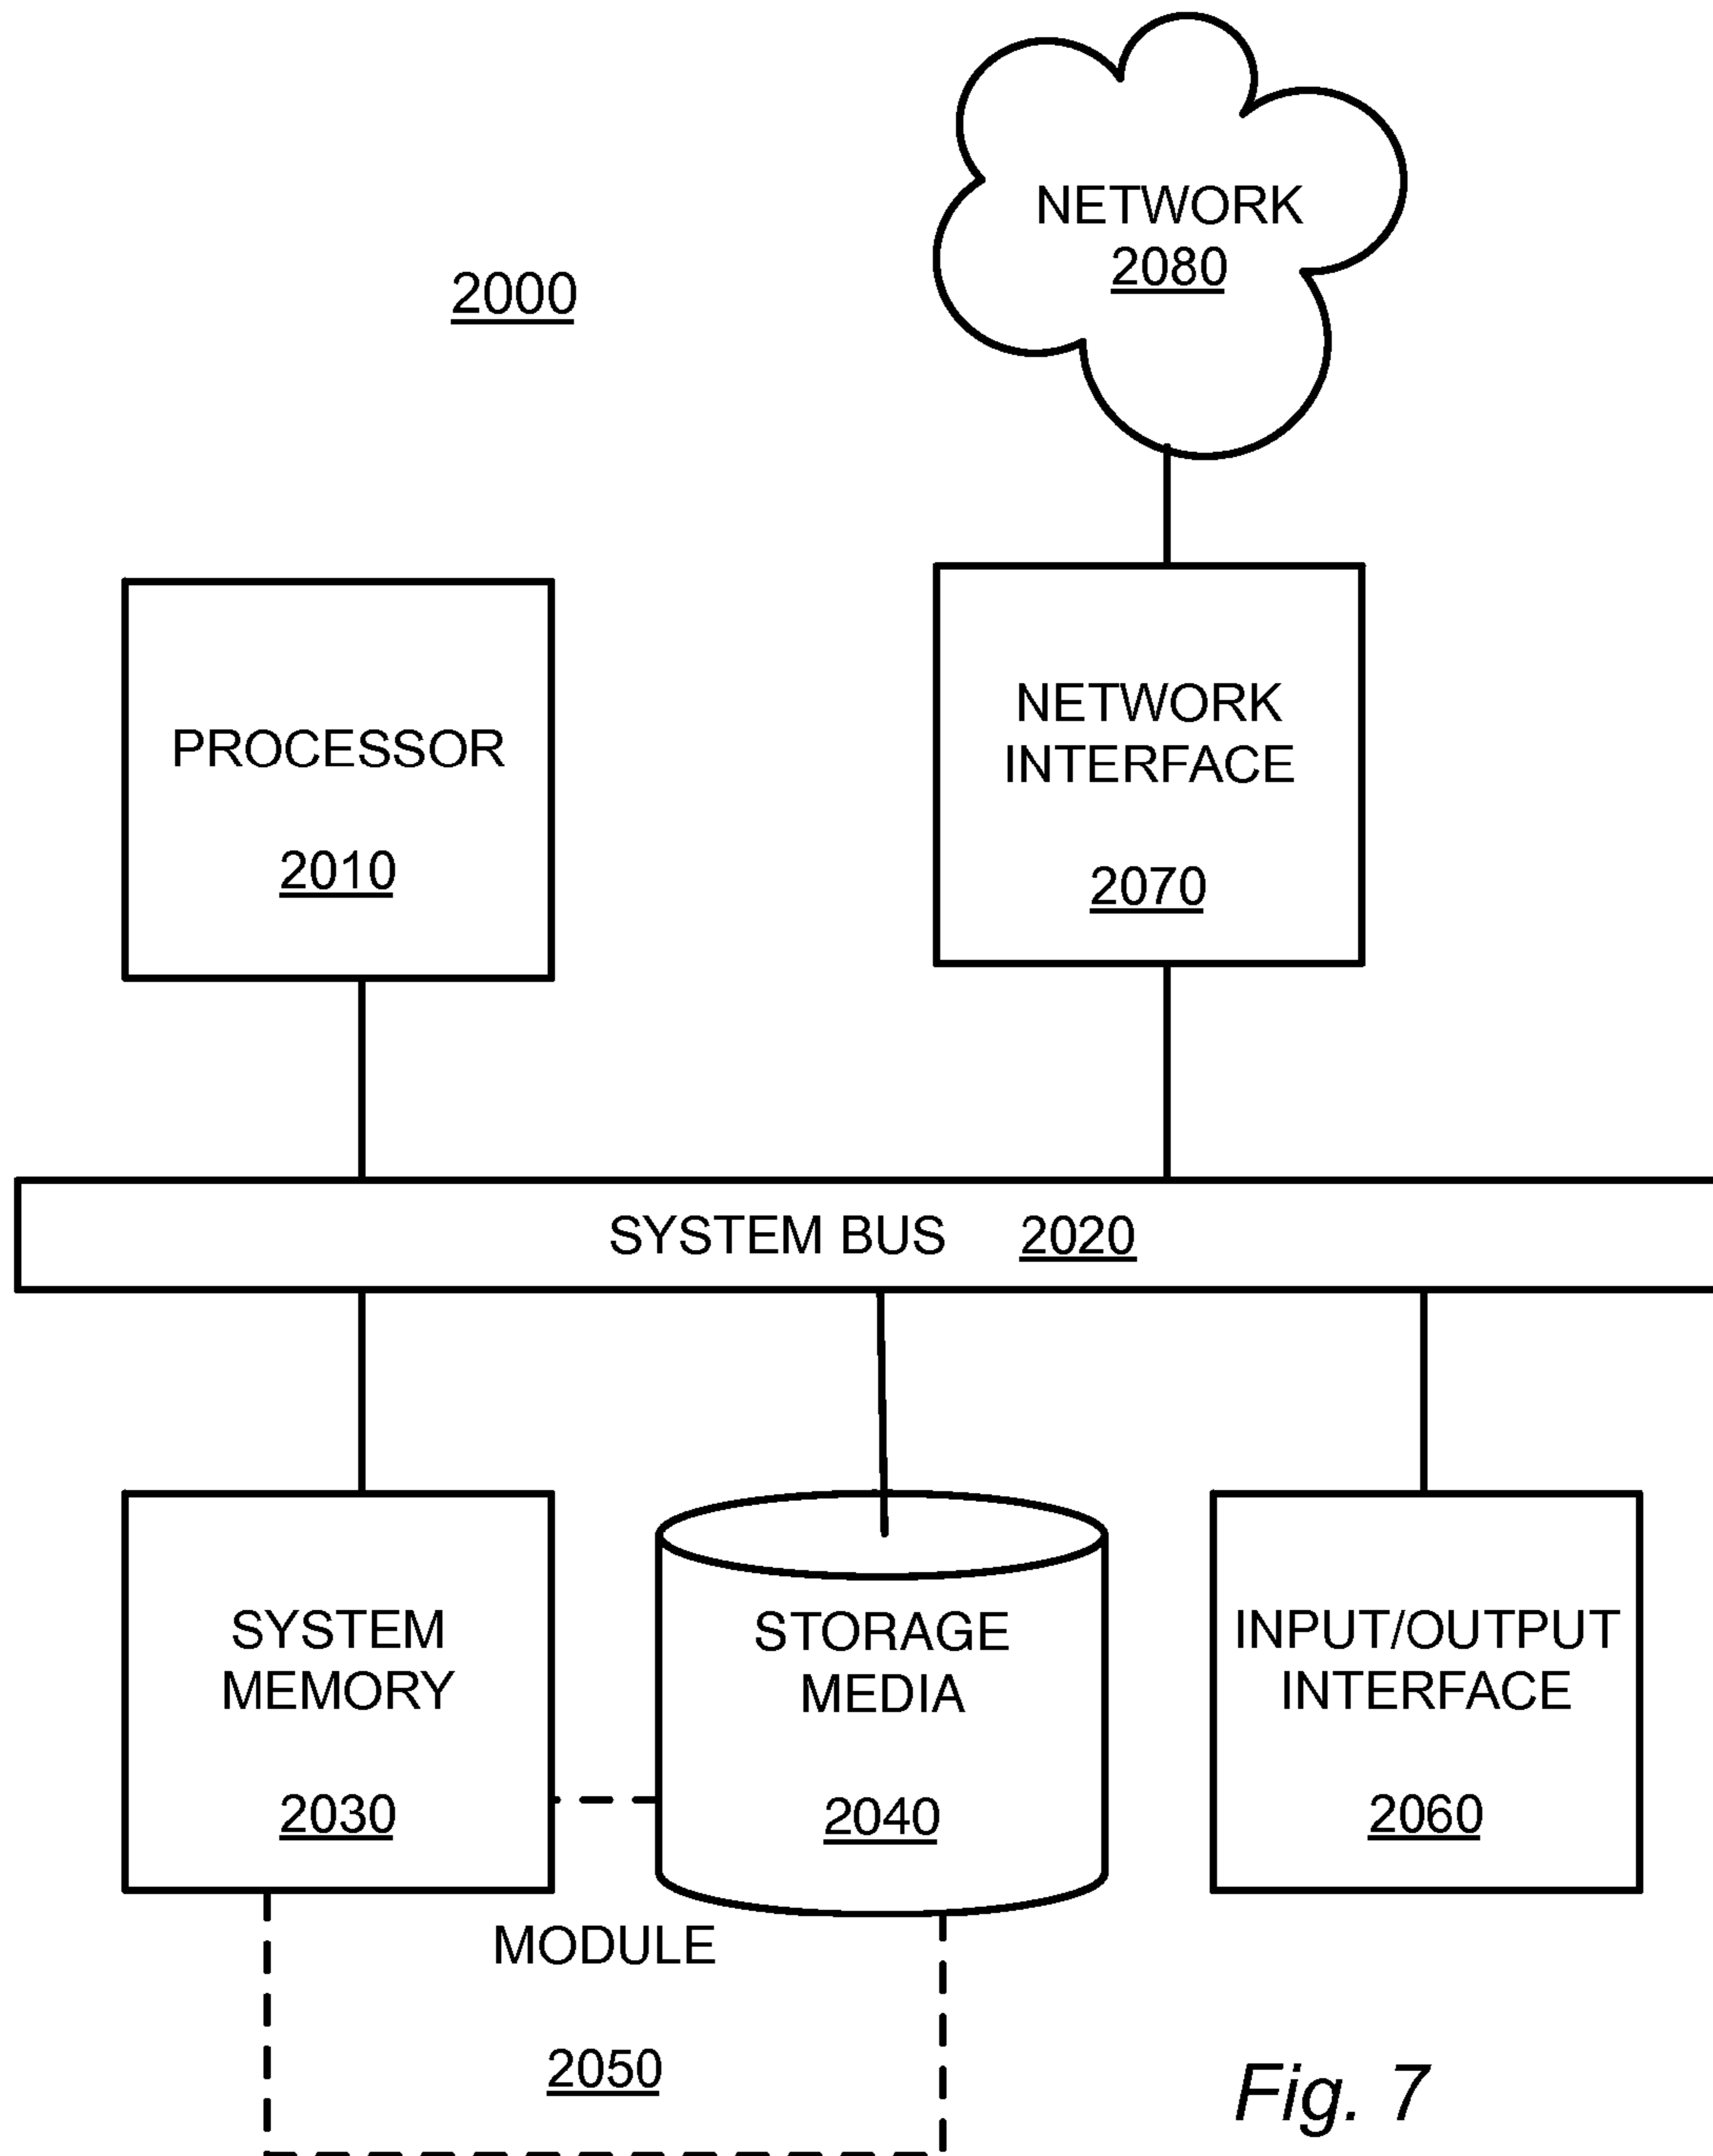 NETWORK
2080
2000
PROCESSOR
2010
NETWORK
INTERFACE
2070
SYSTEM BUS 2020
SYSTEM
MEMORY
2030
STORAGE
MEDIA
2040
INPUT/OUTPUT
INTERFACE
2060
MODULE
2050
Fig. 7